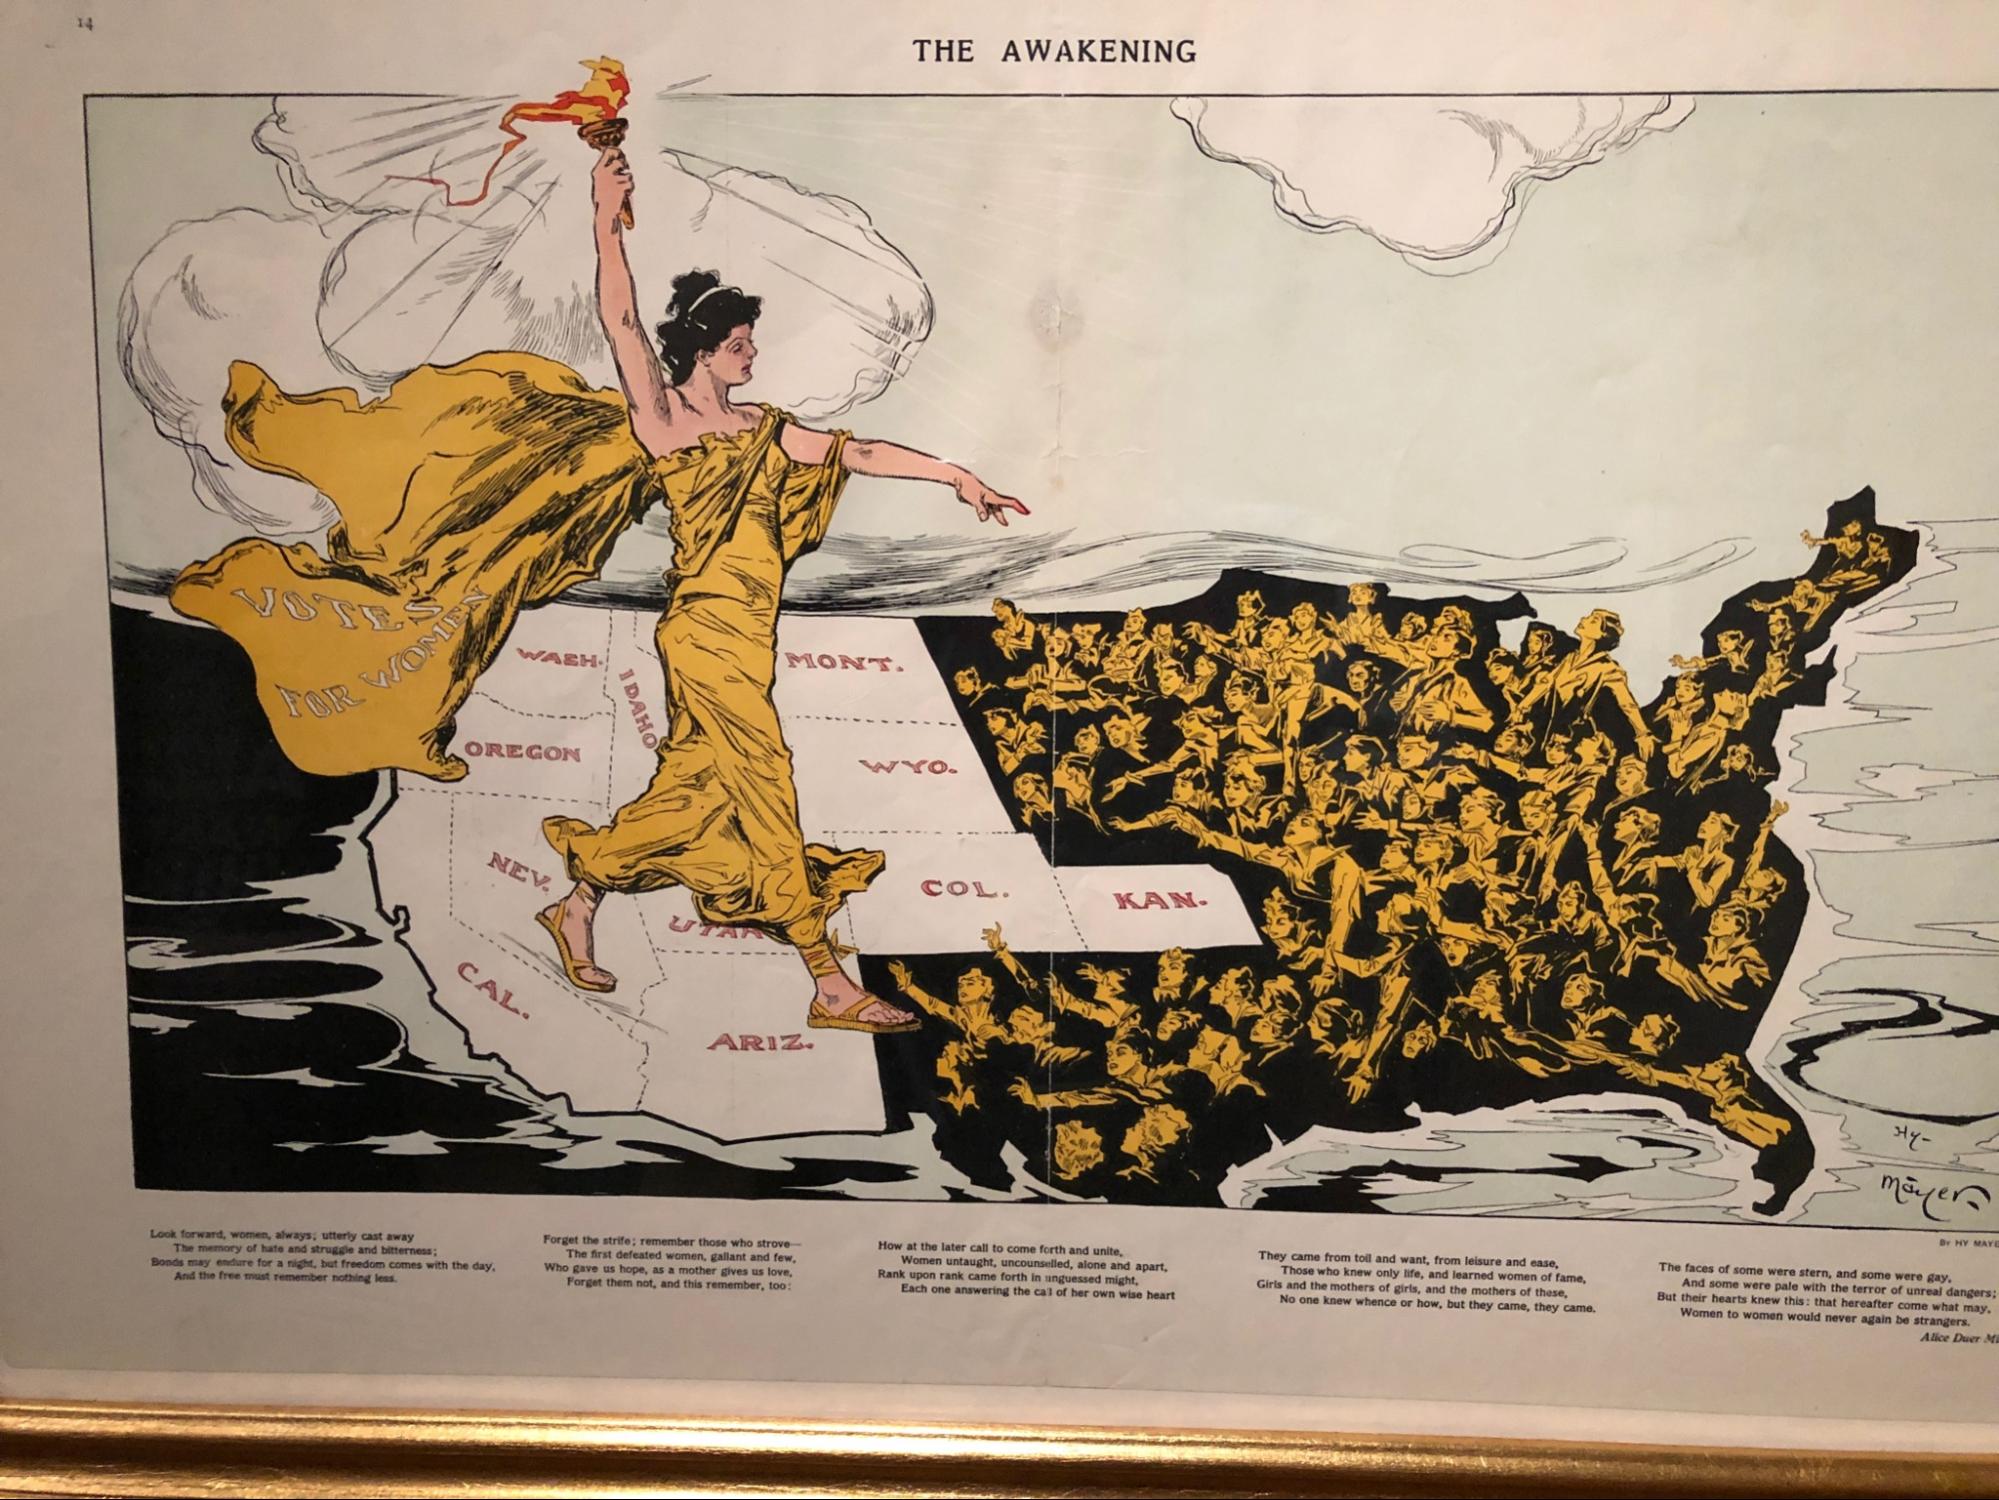 14
THE AWAKENING
VOTES
FOR WOMEN
WASH.
IDAHO
MONT.
OREGON
WYO.
NEV.
UTAH
COL.
KAN.
CAL.
ARIZ.
Hy-
Mayer.
BY HY MAYE
Look forward, women, always; utterly cast away
The memory of hate and struggle and bitterness;
Bonds may endure for a night, but freedom comes with the day,
And the free must remember nothing less.
Forget the strife; remember those who strove—
The first defeated women, gallant and few,
Who gave us hope, as a mother gives us love,
Forget them not, and this remember, too:
How at the later call to come forth and unite,
Women untaught, uncounselled, alone and apart,
Rank upon rank came forth in unguessed might,
Each one answering the call of her own wise heart
They came from toil and want, from leisure and ease,
Those who knew only life, and learned women of fame,
Girls and the mothers of girls, and the mothers of these,
No one knew whence or how, but they came, they came.
The faces of some were stern, and some were gay,
And some were pale with the terror of unreal dangers;
But their hearts knew this: that hereafter come what may,
Women to women would never again be strangers.
Alice Duer Mi